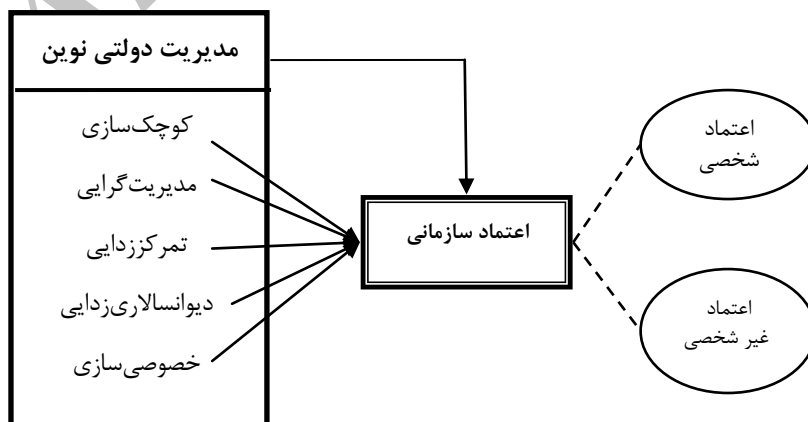 مدیریت دولتی نوین
کوچک‌سازی
مدیریت‌گرایی
تمرکززدایی
دیوانسالاری‌زدایی
خصوصی‌سازی
اعتماد سازمانی
اعتماد
شخصی
اعتماد
غیر شخصی